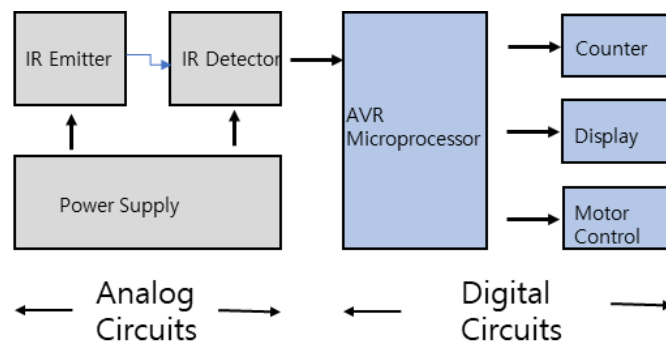 IR Emitter
IR Detector
AVR
Microprocessor
Counter
Display
Power Supply
Motor
Control
Analog
Circuits
Digital
Circuits